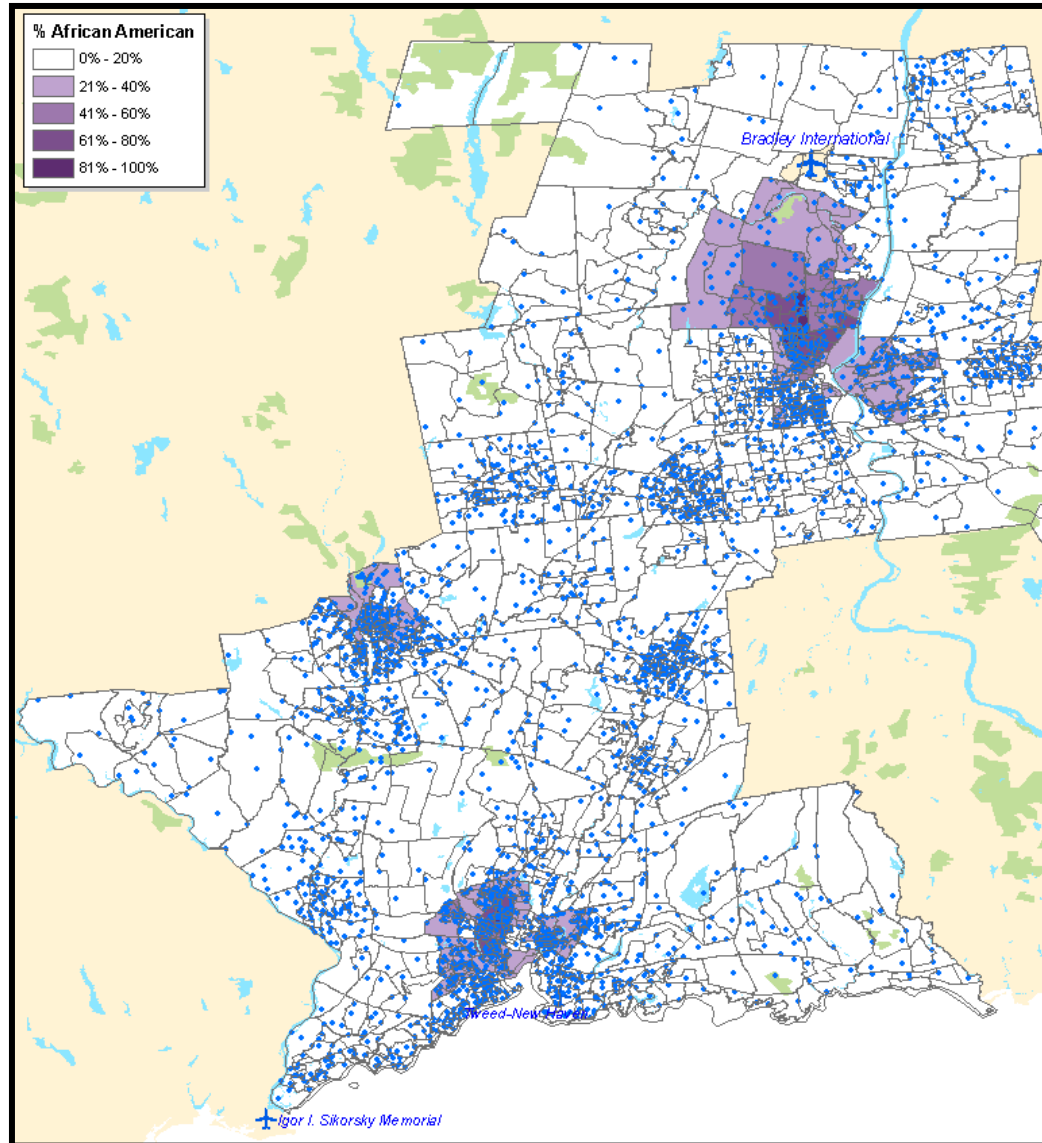 % African American
0% - 20%
21% - 40%
41% - 60%
61% - 80%
81% - 100%
Bradley International
Tweed-New Haven
Igor I. Sikorsky Memorial